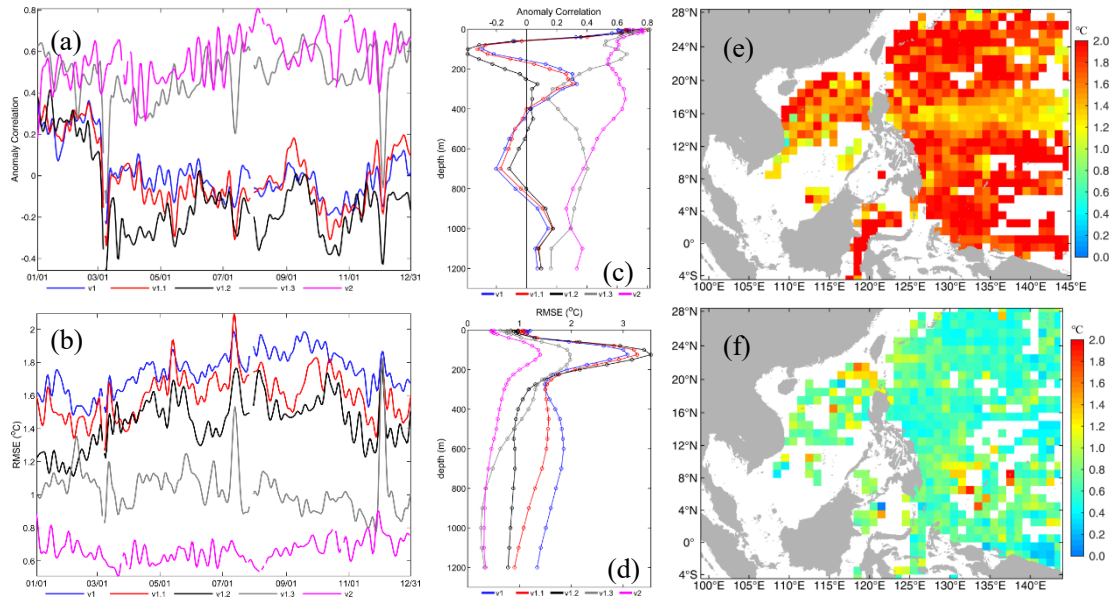 (a)
Anomaly Correlation
0.8
0.6
0.4
0.2
0
-0.2
-0.4
01/01 03/01 05/01 07/01 09/01 11/01 12/31
v1 v1.1 v1.2 v1.3 v2
(b)
RMSE (°C)
2
1.8
1.6
1.4
1.2
1
0.8
0.6
01/01 03/01 05/01 07/01 09/01 11/01 12/31
v1 v1.1 v1.2 v1.3 v2
Anomaly Correlation
-0.4 -0.2 0 0.2 0.4 0.6 0.8
depth (m)
0
200
400
600
800
1000
1200
(c)
v1 v1.1 v1.2 v1.3 v2
RMSE (°C)
0 1 2 3
depth (m)
0
200
400
600
800
1000
1200
(d)
v1 v1.1 v1.2 v1.3 v2
(e)
28°N
24°N
20°N
16°N
12°N
8°N
4°N
0°
4°S
100°E 105°E 110°E 115°E 120°E 125°E 130°E 135°E 140°E 145°E
°C
2.0
1.8
1.6
1.4
1.2
1.0
0.8
0.6
0.4
0.2
0.0
(f)
28°N
24°N
20°N
16°N
12°N
8°N
4°N
0°
4°S
100°E 105°E 110°E 115°E 120°E 125°E 130°E 135°E 140°E
°C
2.0
1.8
1.6
1.4
1.2
1.0
0.8
0.6
0.4
0.2
0.0